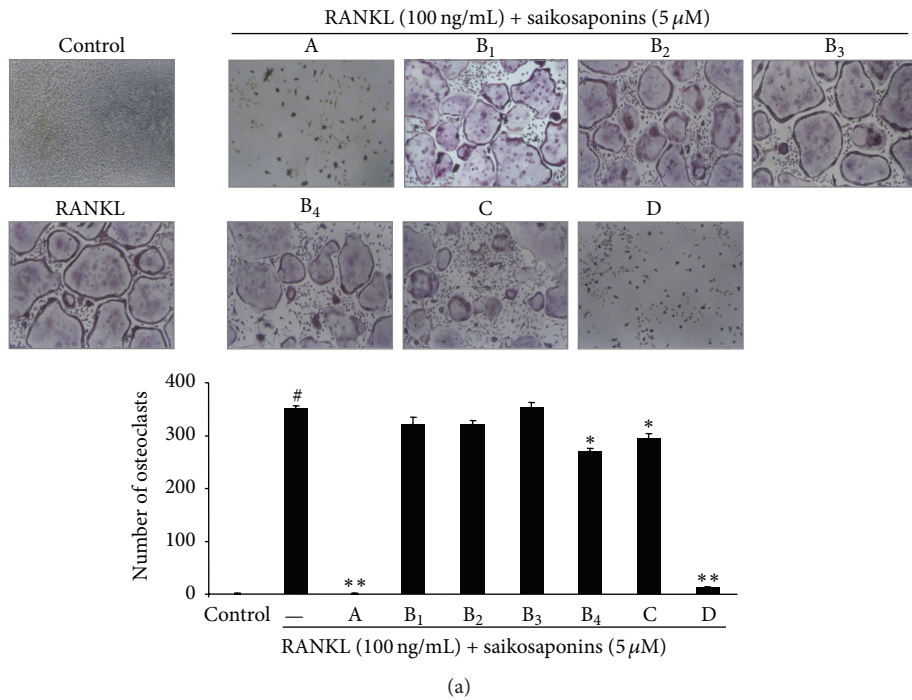 RANKL (100 ng/mL) + saikosaponins (5 μM)
Control A B₁ B₂ B₃
RANKL B₄ C D
400
300
200
100
0
Number of osteoclasts
#
**
*
*
**
Control — A B₁ B₂ B₃ B₄ C D
RANKL (100 ng/mL) + saikosaponins (5 μM)
(a)